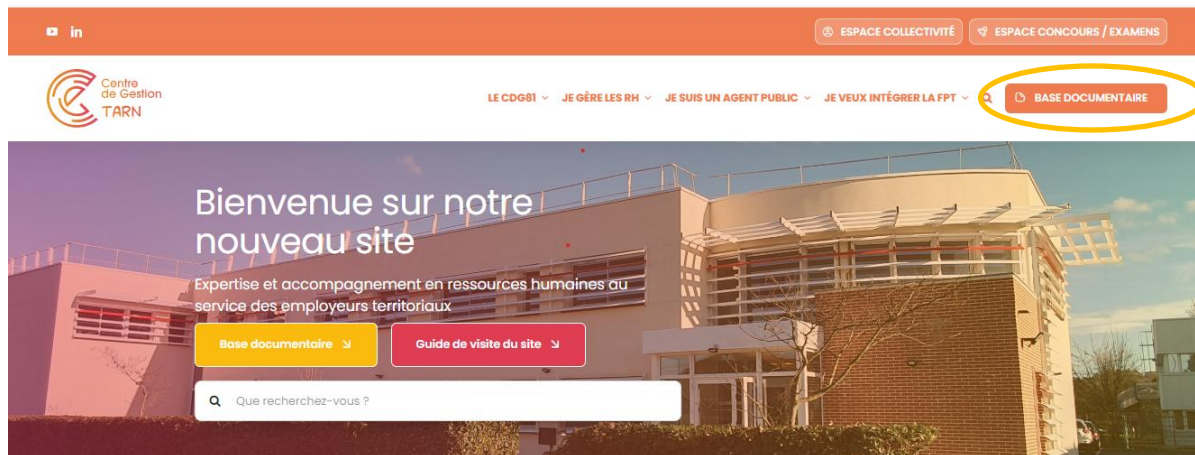 in
ESPACE COLLECTIVITÉ
ESPACE CONCOURS / EXAMENS
Centre
de Gestion
TARN
LE CDG81
JE GÈRE LES RH
JE SUIS UN AGENT PUBLIC
JE VEUX INTÉGRER LA FPT
BASE DOCUMENTAIRE
Bienvenue sur notre
nouveau site
Expertise et accompagnement en ressources humaines au
service des employeurs territoriaux
Base documentaire
Guide de visite du site
Que recherchez-vous ?